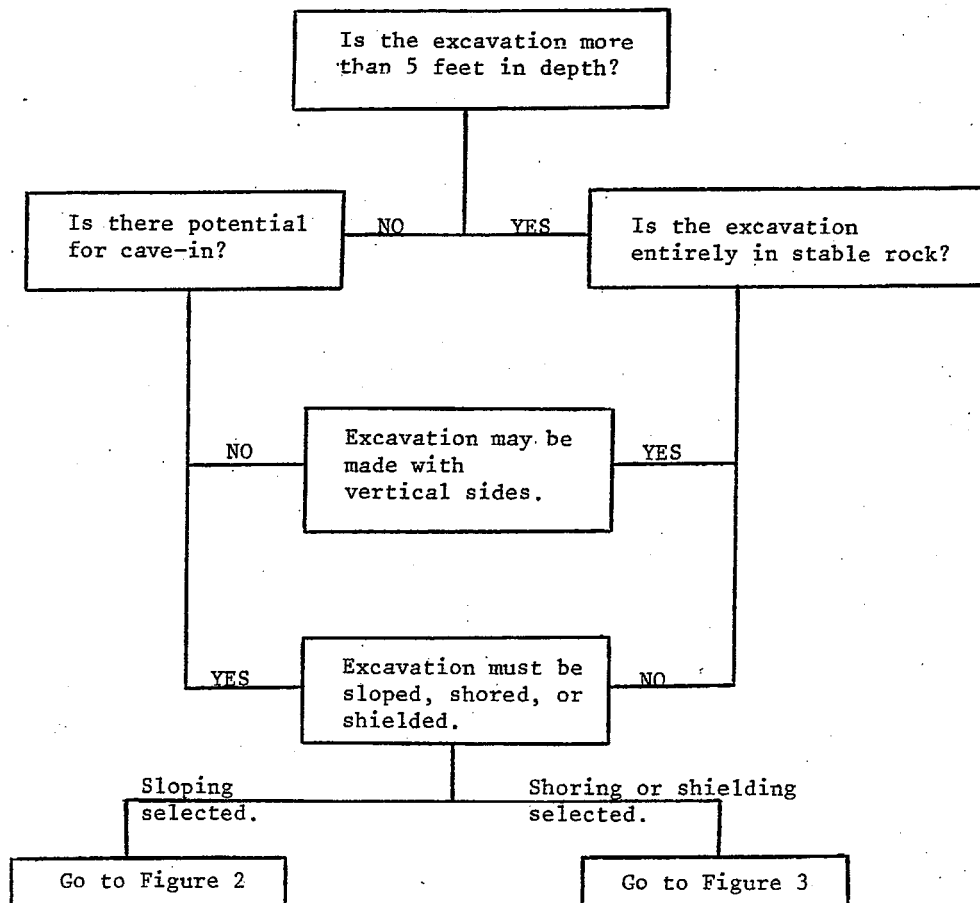 Is the excavation more
than 5 feet in depth?
Is there potential
for cave-in?
NO
YES
Is the excavation
entirely in stable rock?
NO
Excavation may be
made with
vertical sides.
YES
YES
Excavation must be
sloped, shored, or
shielded.
NO
Sloping
selected.
Shoring or shielding
selected.
Go to Figure 2
Go to Figure 3